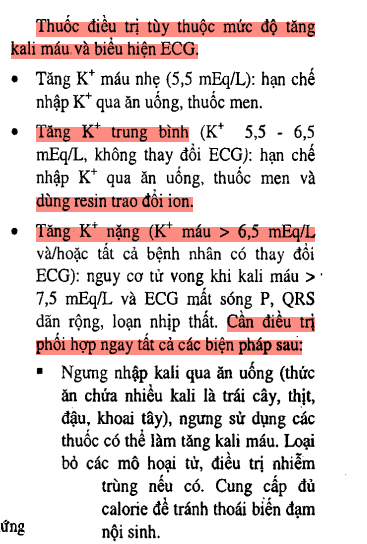 Thuốc điều trị tùy thuộc mức độ tăng
kali máu và biểu hiện ECG.
• Tăng K⁺ máu nhẹ (5,5 mEq/L): hạn chế
nhập K⁺ qua ăn uống, thuốc men.
• Tăng K⁺ trung bình (K⁺ 5,5 - 6,5
mEq/L, không thay đổi ECG): hạn chế
nhập K⁺ qua ăn uống, thuốc men và
dùng resin trao đổi ion.
• Tăng K⁺ nặng (K⁺ máu > 6,5 mEq/L
và/hoặc tất cả bệnh nhân có thay đổi
ECG): nguy cơ tử vong khi kali máu >
7,5 mEq/L và ECG mất sóng P, QRS
dãn rộng, loạn nhịp thất. Cần điều trị
phối hợp ngay tất cả các biện pháp sau:
▪ Ngưng nhập kali qua ăn uống (thức
ăn chứa nhiều kali là trái cây, thịt,
đậu, khoai tây), ngưng sử dụng các
thuốc có thể làm tăng kali máu. Loại
bỏ các mô hoại tử, điều trị nhiễm
trùng nếu có. Cung cấp đủ
calorie để tránh thoái biến đạm
nội sinh.
ứng